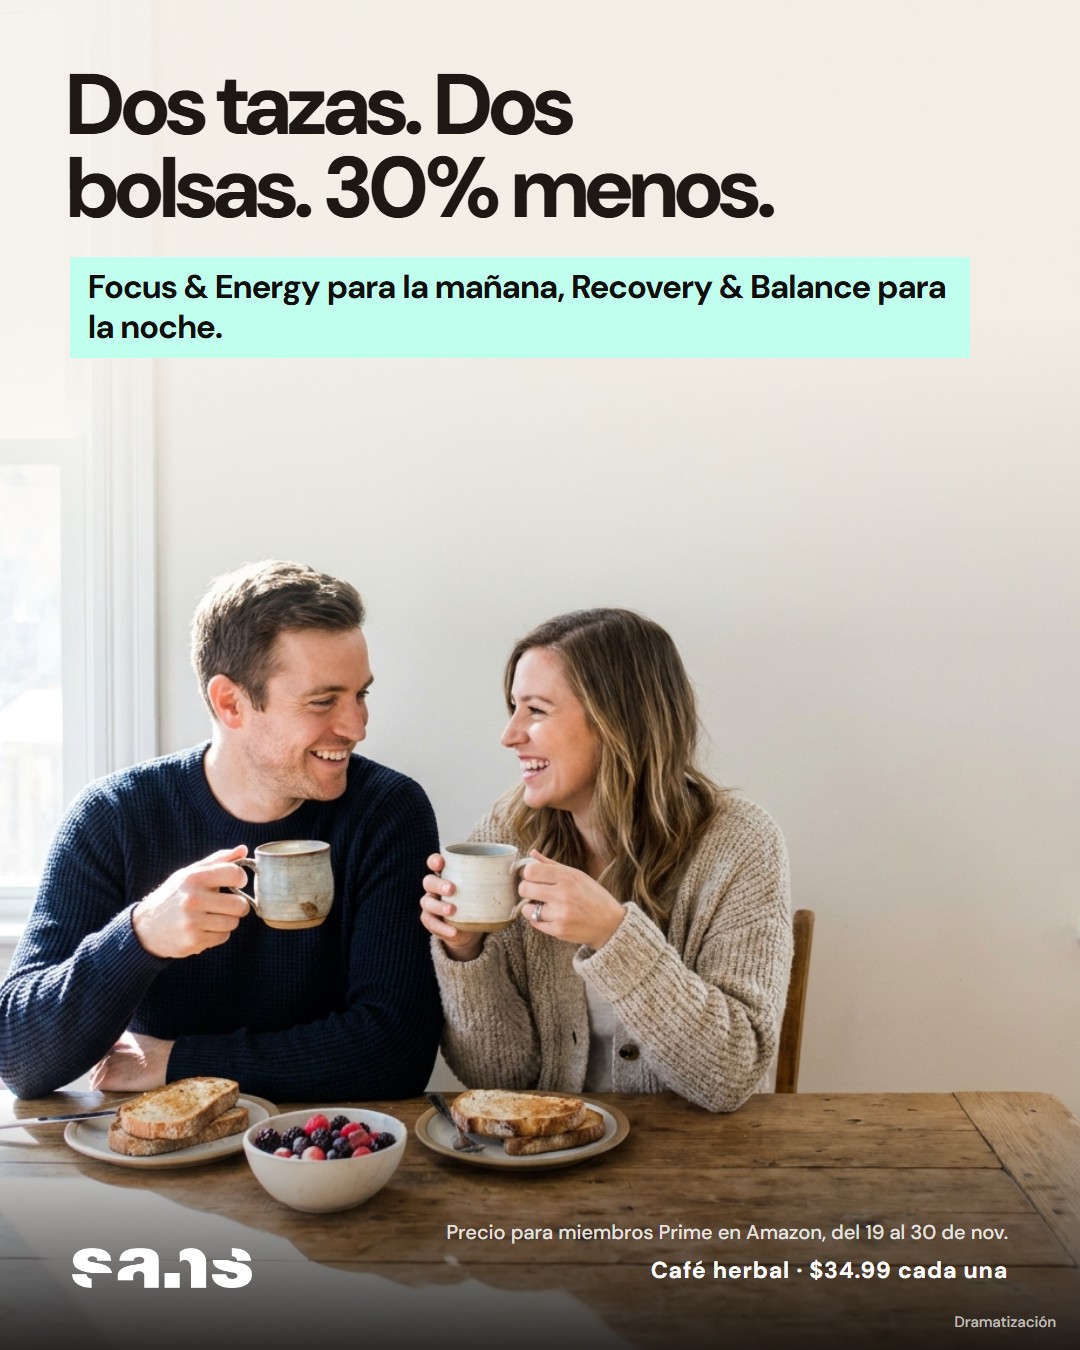 Dos tazas. Dos
bolsas. 30% menos.
Focus & Energy para la mañana, Recovery & Balance para
la noche.
Precio para miembros Prime en Amazon, del 19 al 30 de nov.
sans
Café herbal · $34.99 cada una
Dramatización